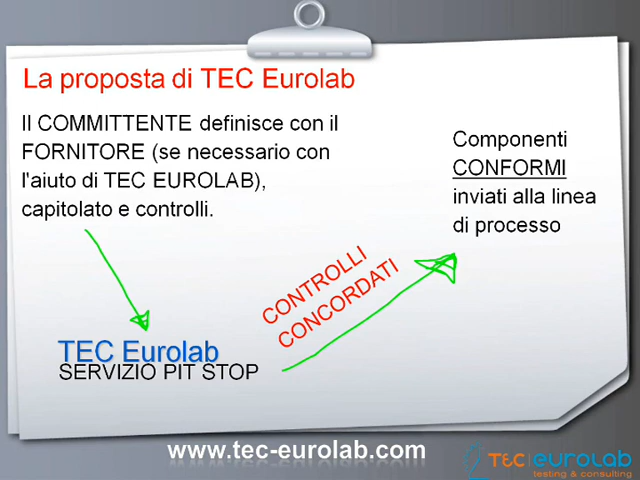 La proposta di TEC Eurolab
Il COMMITTENTE definisce con il
FORNITORE (se necessario con
l'aiuto di TEC EUROLAB),
capitolato e controlli.
Componenti
CONFORMI
inviati alla linea
di processo
CONTROLLI
CONCORDATI
TEC Eurolab
SERVIZIO PIT STOP
www.tec-eurolab.com
TEC eurolab
testing & consulting